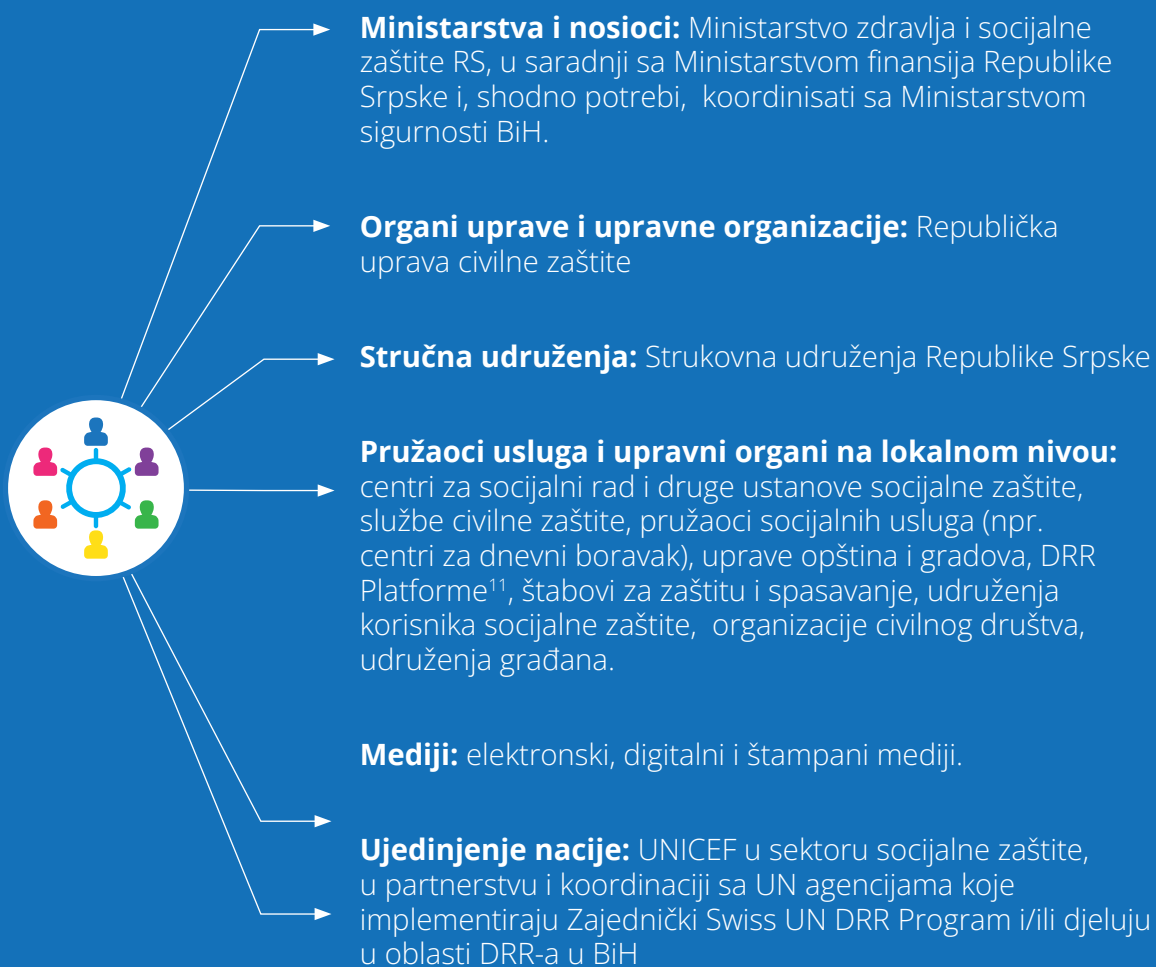 Ministarstva i nosioci: Ministarstvo zdravlja i socijalne
zaštite RS, u saradnji sa Ministarstvom finansija Republike
Srpske i, shodno potrebi,  koordinisati sa Ministarstvom
sigurnosti BiH.
Organi uprave i upravne organizacije: Republička
uprava civilne zaštite
Stručna udruženja: Strukovna udruženja Republike Srpske
Pružaoci usluga i upravni organi na lokalnom nivou:
centri za socijalni rad i druge ustanove socijalne zaštite,
službe civilne zaštite, pružaoci socijalnih usluga (npr.
centri za dnevni boravak), uprave opština i gradova, DRR
Platforme¹¹, štabovi za zaštitu i spasavanje, udruženja
korisnika socijalne zaštite,  organizacije civilnog društva,
udruženja građana.
Mediji: elektronski, digitalni i štampani mediji.
Ujedinjenje nacije: UNICEF u sektoru socijalne zaštite,
u partnerstvu i koordinaciji sa UN agencijama koje
implementiraju Zajednički Swiss UN DRR Program i/ili djeluju
u oblasti DRR-a u BiH